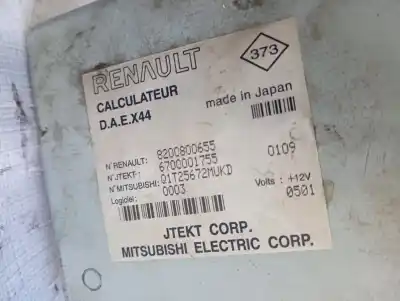 RENAULT
373
CALCULATEUR
made in Japan
D.A.E.X44
N° RENAULT: 8200800655 0109
N° JTEKT: 6700001755
N° MITSUBISHI: Q1T25672MUKD Volts : +12V
Logiciel: 0003 0501
JTEKT CORP.
MITSUBISHI ELECTRIC CORP.